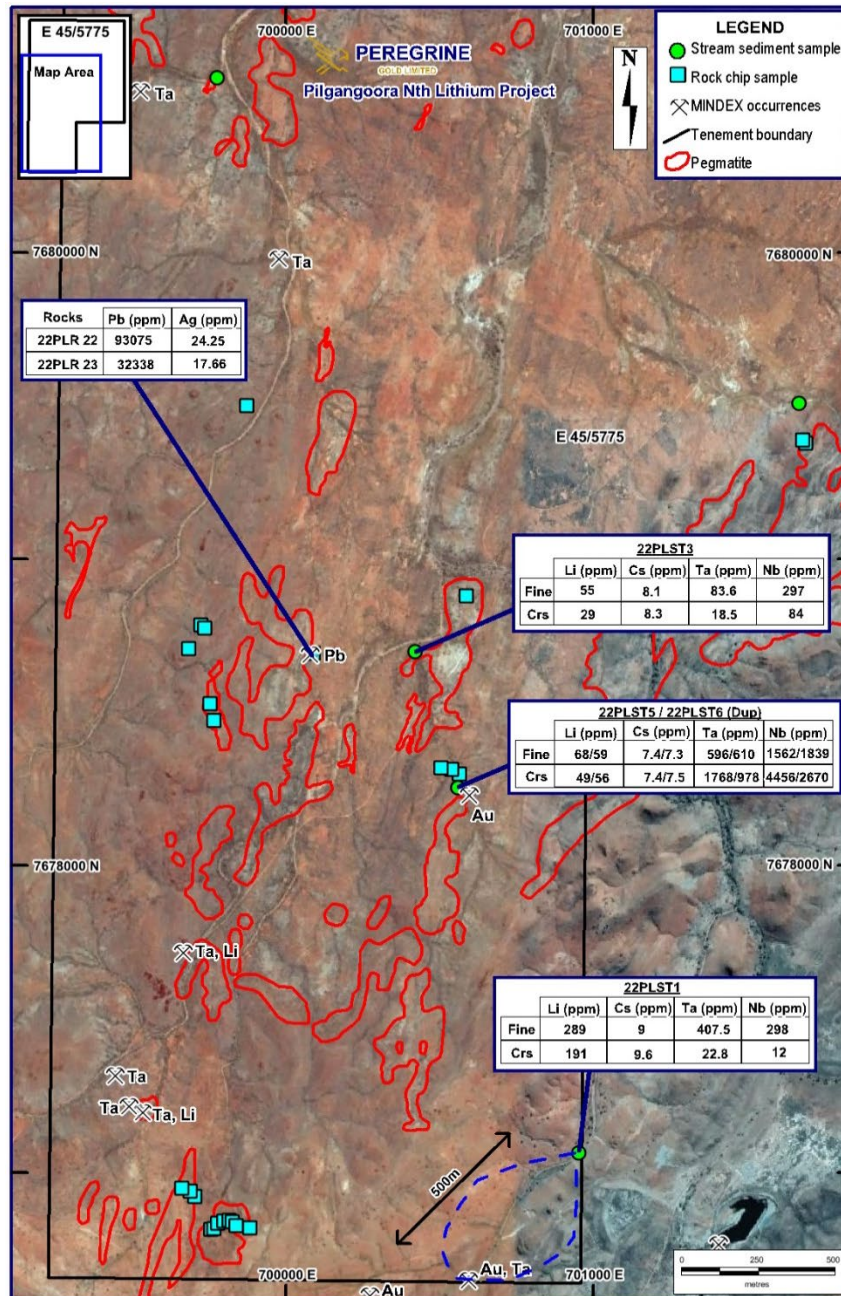 E 45/5775
Map Area
700000 E
701000 E
PEREGRINE
GOLD LIMITED
Pilgangoora Nth Lithium Project
N
LEGEND
Stream sediment sample
Rock chip sample
MINDEX occurrences
Tenement boundary
Pegmatite
Ta
7680000 N
7680000 N
Ta
Rocks Pb (ppm) Ag (ppm)
22PLR 22 93075 24.25
22PLR 23 32338 17.66
E 45/5775
22PLST3
Li (ppm) Cs (ppm) Ta (ppm) Nb (ppm)
Fine 55 8.1 83.6 297
Crs 29 8.3 18.5 84
Pb
22PLST5 / 22PLST6 (Dup)
Li (ppm) Cs (ppm) Ta (ppm) Nb (ppm)
Fine 68/59 7.4/7.3 596/610 1562/1839
Crs 49/56 7.4/7.5 1768/978 4456/2670
Au
7678000 N
7678000 N
Ta, Li
22PLST1
Li (ppm) Cs (ppm) Ta (ppm) Nb (ppm)
Fine 289 9 407.5 298
Crs 191 9.6 22.8 12
Ta
Ta
Ta, Li
500m
Au, Ta
700000 E
701000 E
Au
0 250 500
metres